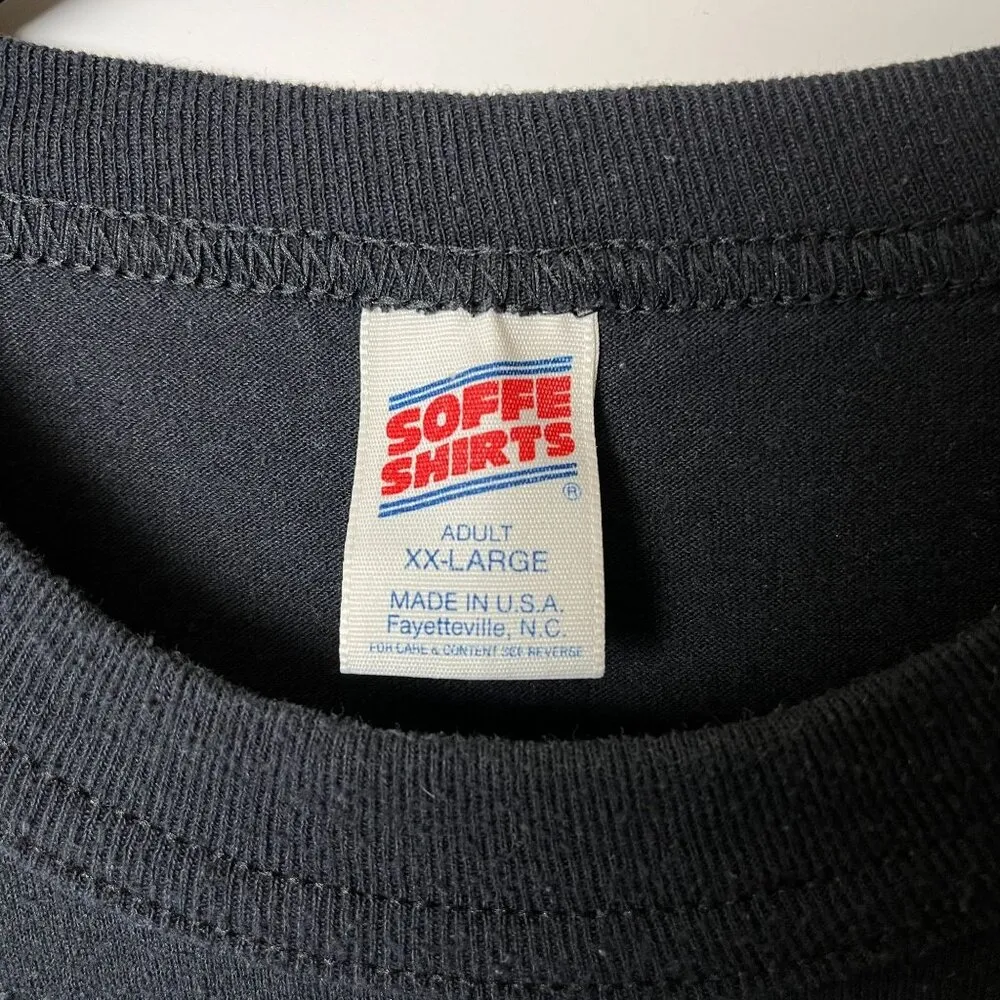 SOFFE
SHIRTS
®
ADULT
XX-LARGE
MADE IN U.S.A.
Fayetteville, N.C.
FOR CARE & CONTENT SEE REVERSE